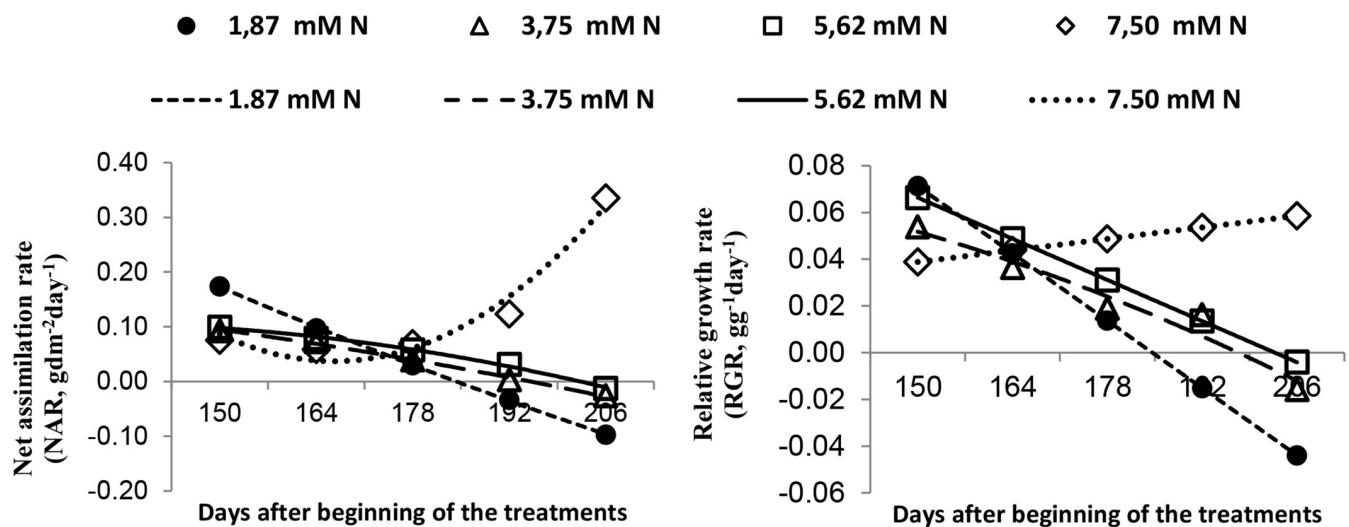 1,87 mM N 3,75 mM N 5,62 mM N 7,50 mM N
1.87 mM N 3.75 mM N 5.62 mM N 7.50 mM N
Net assimilation rate
(NAR, gdm-2day-1)
0.40
0.30
0.20
0.10
0.00
-0.10
-0.20
150 164 178 192 206
Days after beginning of the treatments
Relative growth rate
(RGR, gg-1day-1)
0.08
0.06
0.04
0.02
0.00
-0.02
-0.04
-0.06
150 164 178 192 206
Days after beginning of the treatments